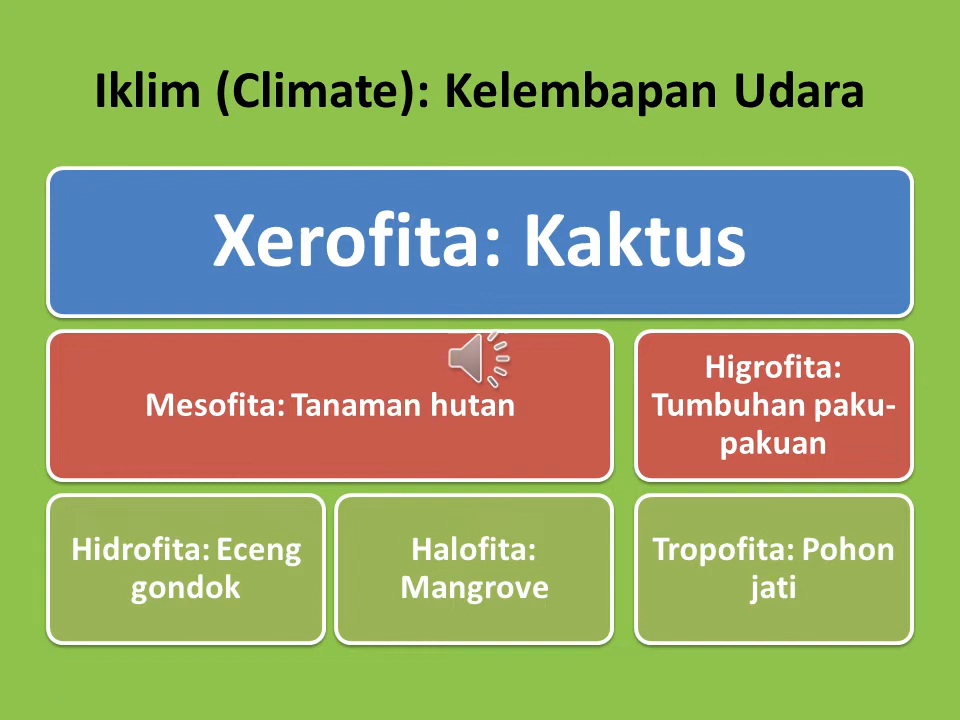 Iklim (Climate): Kelembapan Udara
Xerofita: Kaktus
Mesofita: Tanaman hutan
Higrofita:
Tumbuhan paku-
pakuan
Hidrofita: Eceng
gondok
Halofita:
Mangrove
Tropofita: Pohon
jati